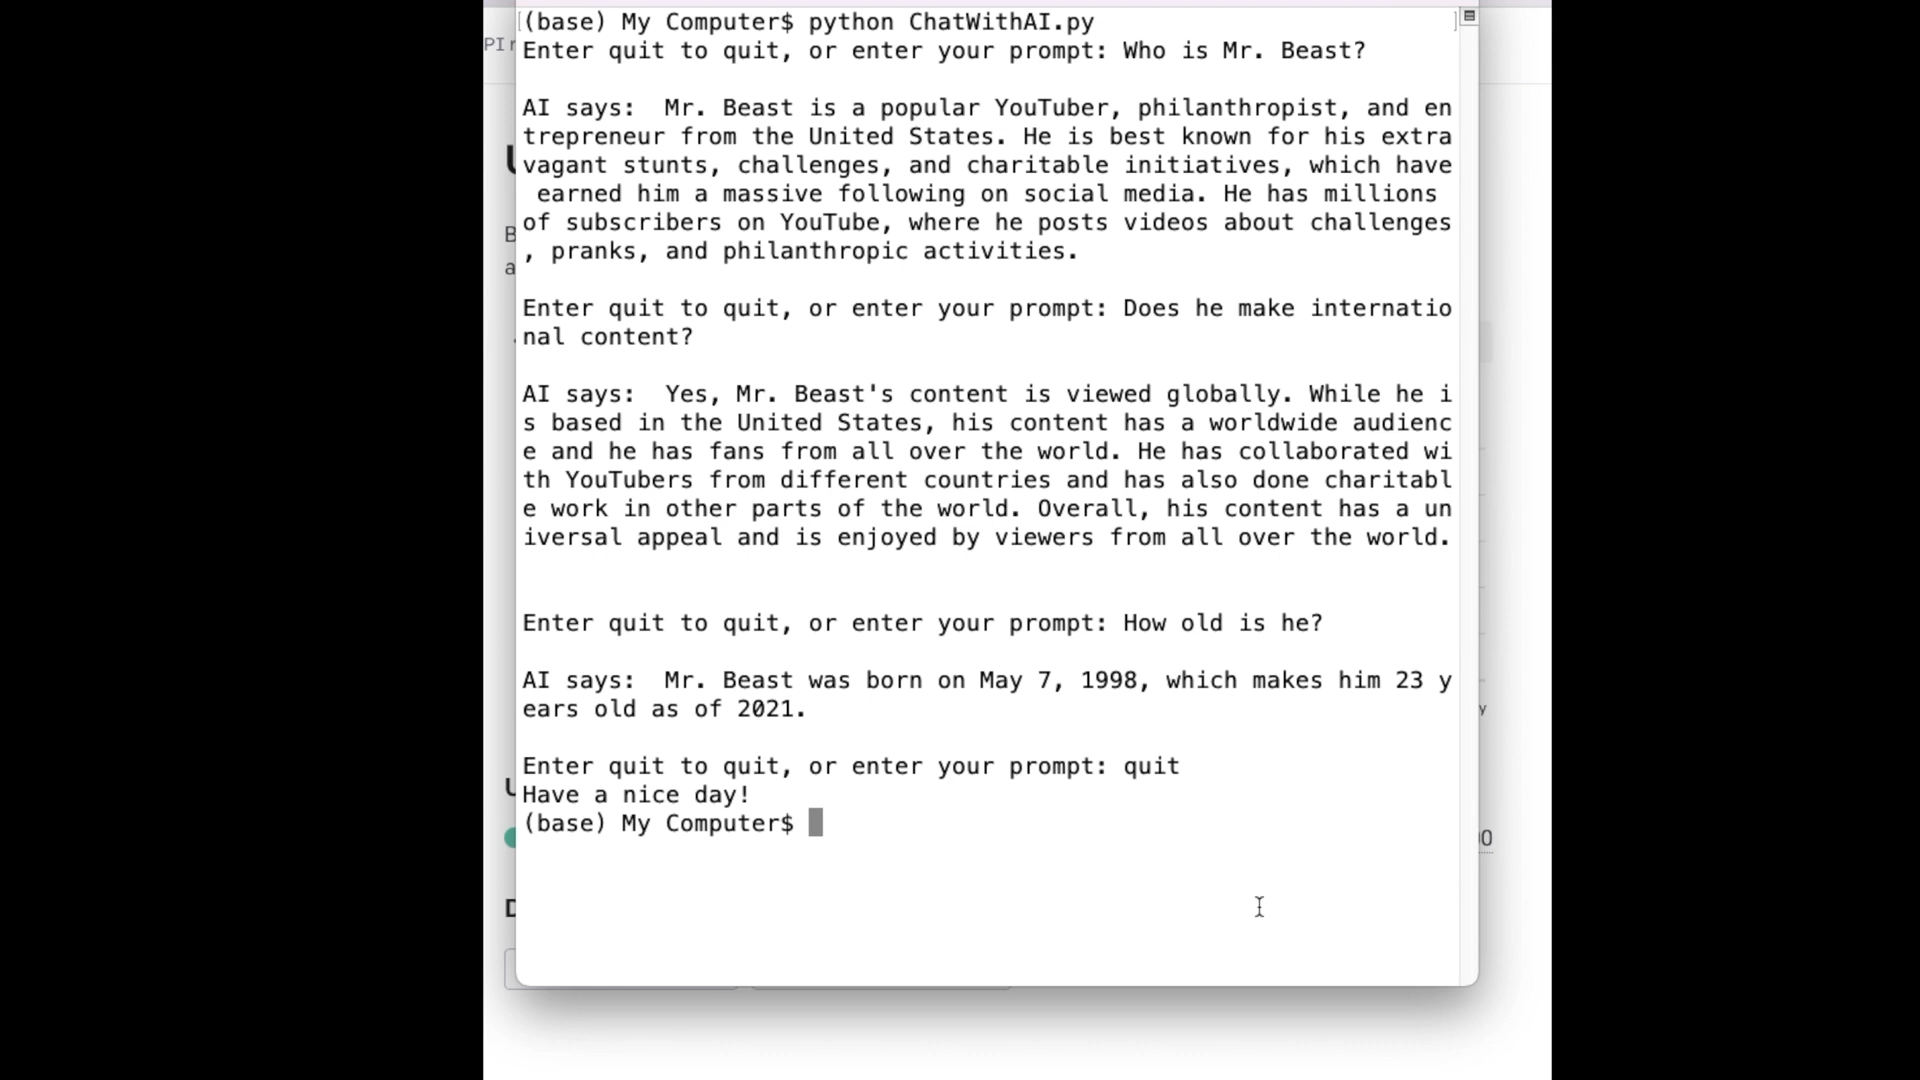 (base) My Computer$ python ChatWithAI.py
Enter quit to quit, or enter your prompt: Who is Mr. Beast?
AI says:  Mr. Beast is a popular YouTuber, philanthropist, and en
trepreneur from the United States. He is best known for his extra
vagant stunts, challenges, and charitable initiatives, which have
 earned him a massive following on social media. He has millions
of subscribers on YouTube, where he posts videos about challenges
, pranks, and philanthropic activities.
Enter quit to quit, or enter your prompt: Does he make internatio
nal content?
AI says:  Yes, Mr. Beast's content is viewed globally. While he i
s based in the United States, his content has a worldwide audienc
e and he has fans from all over the world. He has collaborated wi
th YouTubers from different countries and has also done charitabl
e work in other parts of the world. Overall, his content has a un
iversal appeal and is enjoyed by viewers from all over the world.
Enter quit to quit, or enter your prompt: How old is he?
AI says:  Mr. Beast was born on May 7, 1998, which makes him 23 y
ears old as of 2021.
Enter quit to quit, or enter your prompt: quit
Have a nice day!
(base) My Computer$